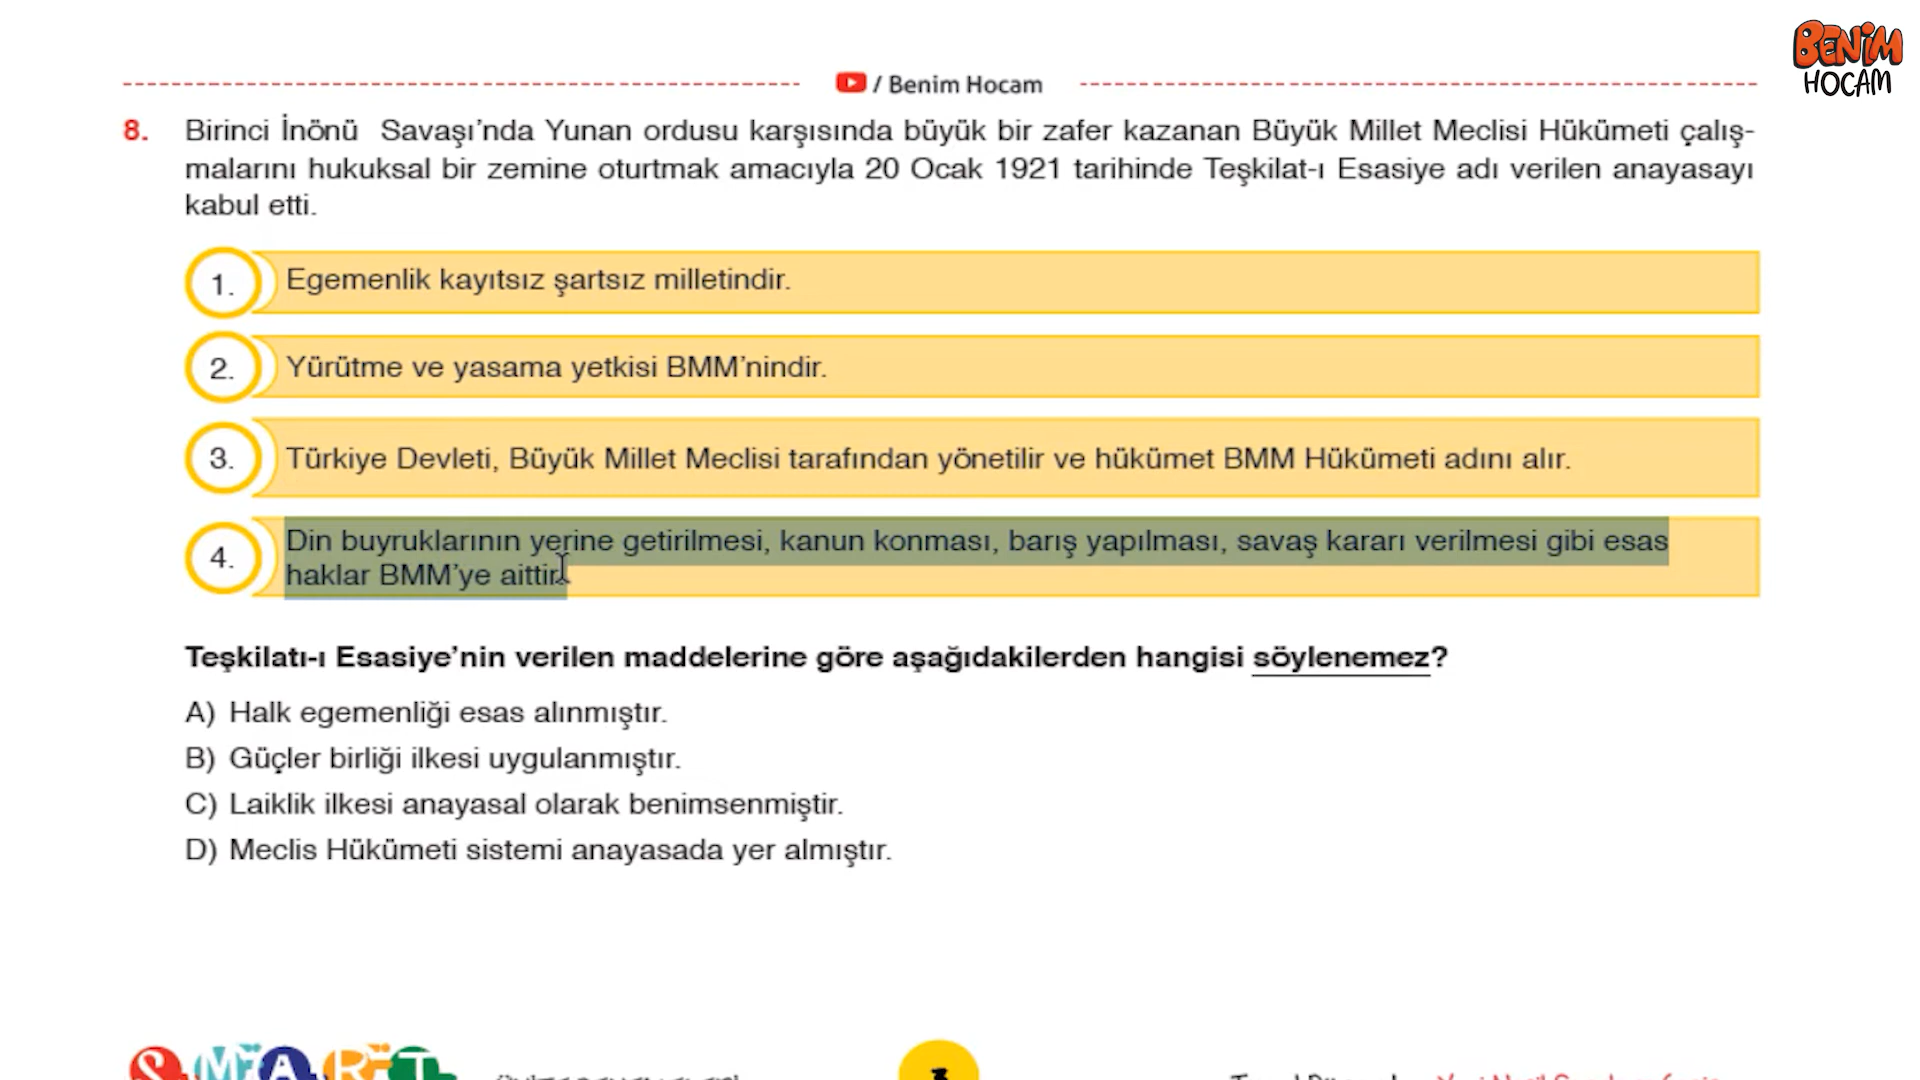 BENİM
HOCAM
/ Benim Hocam
8. Birinci İnönü Savaşı’nda Yunan ordusu karşısında büyük bir zafer kazanan Büyük Millet Meclisi Hükümeti çalış-
malarını hukuksal bir zemine oturtmak amacıyla 20 Ocak 1921 tarihinde Teşkilat-ı Esasiye adı verilen anayasayı
kabul etti.
1. Egemenlik kayıtsız şartsız milletindir.
2. Yürütme ve yasama yetkisi BMM’nindir.
3. Türkiye Devleti, Büyük Millet Meclisi tarafından yönetilir ve hükümet BMM Hükümeti adını alır.
4. Din buyruklarının yerine getirilmesi, kanun konması, barış yapılması, savaş kararı verilmesi gibi esas
haklar BMM’ye aittir.
Teşkilatı-ı Esasiye’nin verilen maddelerine göre aşağıdakilerden hangisi söylenemez?
A) Halk egemenliği esas alınmıştır.
B) Güçler birliği ilkesi uygulanmıştır.
C) Laiklik ilkesi anayasal olarak benimsenmiştir.
D) Meclis Hükümeti sistemi anayasada yer almıştır.
SMART
3